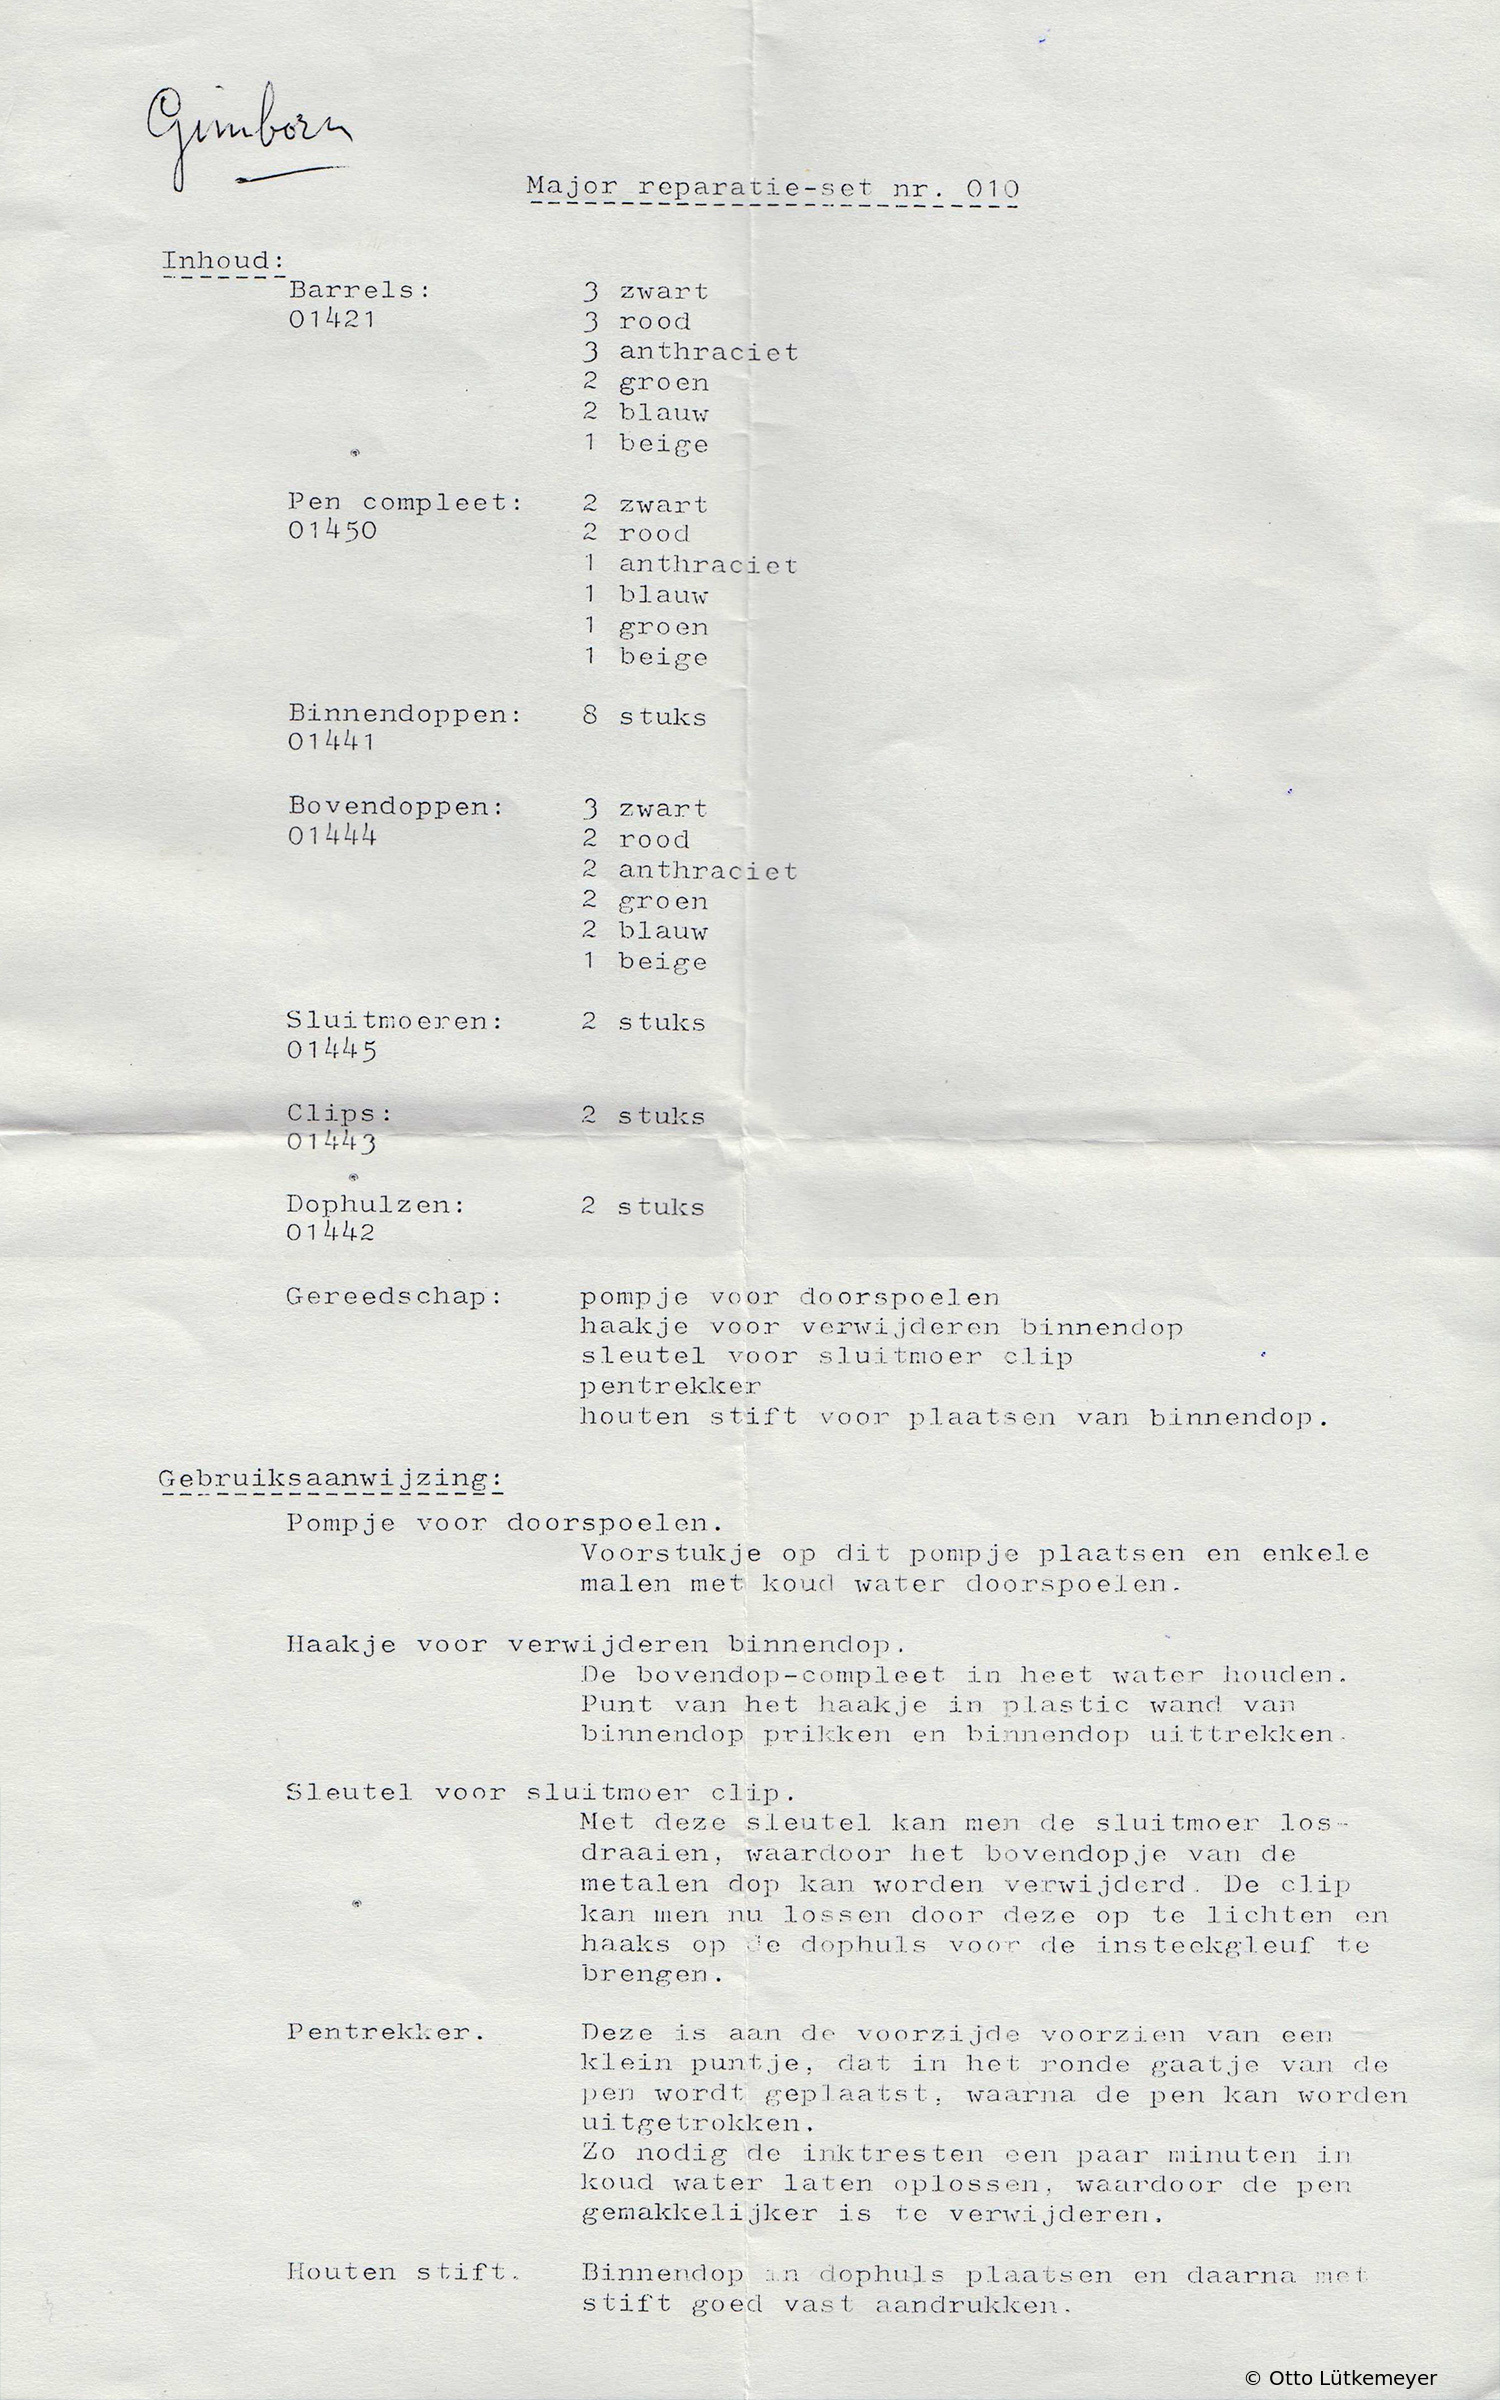 Gimborn
Major reparatie-set nr. 010
Inhoud:
Barrels: 3 zwart
01421 3 rood
3 anthraciet
2 groen
2 blauw
1 beige
Pen compleet: 2 zwart
01450 2 rood
1 anthraciet
1 blauw
1 groen
1 beige
Binnendoppen: 8 stuks
01441
Bovendoppen: 3 zwart
01444 2 rood
2 anthraciet
2 groen
2 blauw
1 beige
Sluitmoeren: 2 stuks
01445
Clips: 2 stuks
01443
Dophulzen: 2 stuks
01442
Gereedschap: pompje voor doorspoelen
haakje voor verwijderen binnendop
sleutel voor sluitmoer clip
pentrekker
houten stift voor plaatsen van binnendop.
Gebruiksaanwijzing:
Pompje voor doorspoelen.
Voorstukje op dit pompje plaatsen en enkele
malen met koud water doorspoelen.
Haakje voor verwijderen binnendop.
De bovendop-compleet in heet water houden.
Punt van het haakje in plastic wand van
binnendop prikken en binnendop uittrekken.
Sleutel voor sluitmoer clip.
Met deze sleutel kan men de sluitmoer los-
draaien, waardoor het bovendopje van de
metalen dop kan worden verwijderd. De clip
kan men nu lossen door deze op te lichten en
haaks op de dophuls voor de insteekgleuf te
brengen.
Pentrekker. Deze is aan de voorzijde voorzien van een
klein puntje, dat in het ronde gaatje van de
pen wordt geplaatst, waarna de pen kan worden
uitgetrokken.
Zo nodig de inktresten een paar minuten in
koud water laten oplossen, waardoor de pen
gemakkelijker is te verwijderen.
Houten stift. Binnendop in dophuls plaatsen en daarna met
stift goed vast aandrukken.
© Otto Lütkemeyer